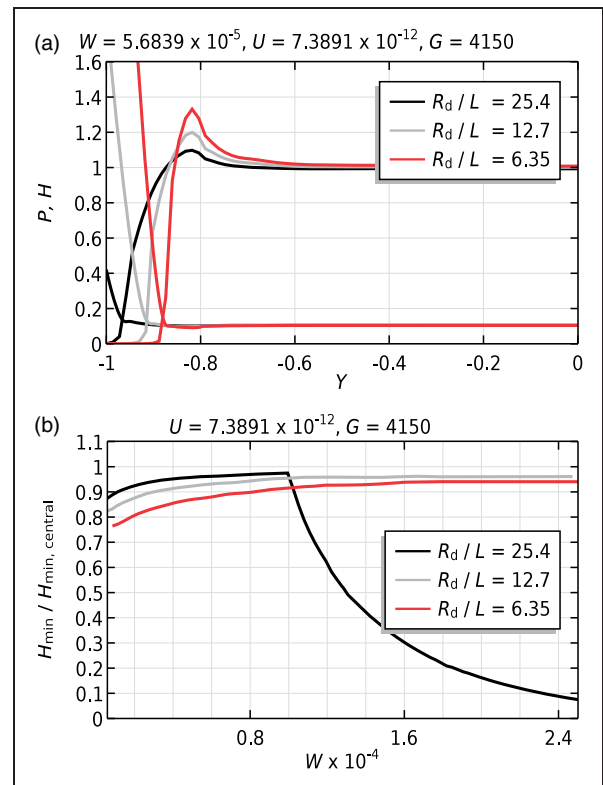 (a) W = 5.6839 x 10⁻⁵, U = 7.3891 x 10⁻¹², G = 4150
1.6
1.4
1.2
1
0.8
0.6
0.4
0.2
0
P, H
R_d / L = 25.4
R_d / L = 12.7
R_d / L = 6.35
-1 -0.8 -0.6 -0.4 -0.2 0
Y
(b) U = 7.3891 x 10⁻¹², G = 4150
1.1
1
0.9
0.8
0.7
0.6
0.5
0.4
0.3
0.2
0.1
0
H_min / H_min, central
R_d / L = 25.4
R_d / L = 12.7
R_d / L = 6.35
0.8 1.6 2.4
W x 10⁻⁴